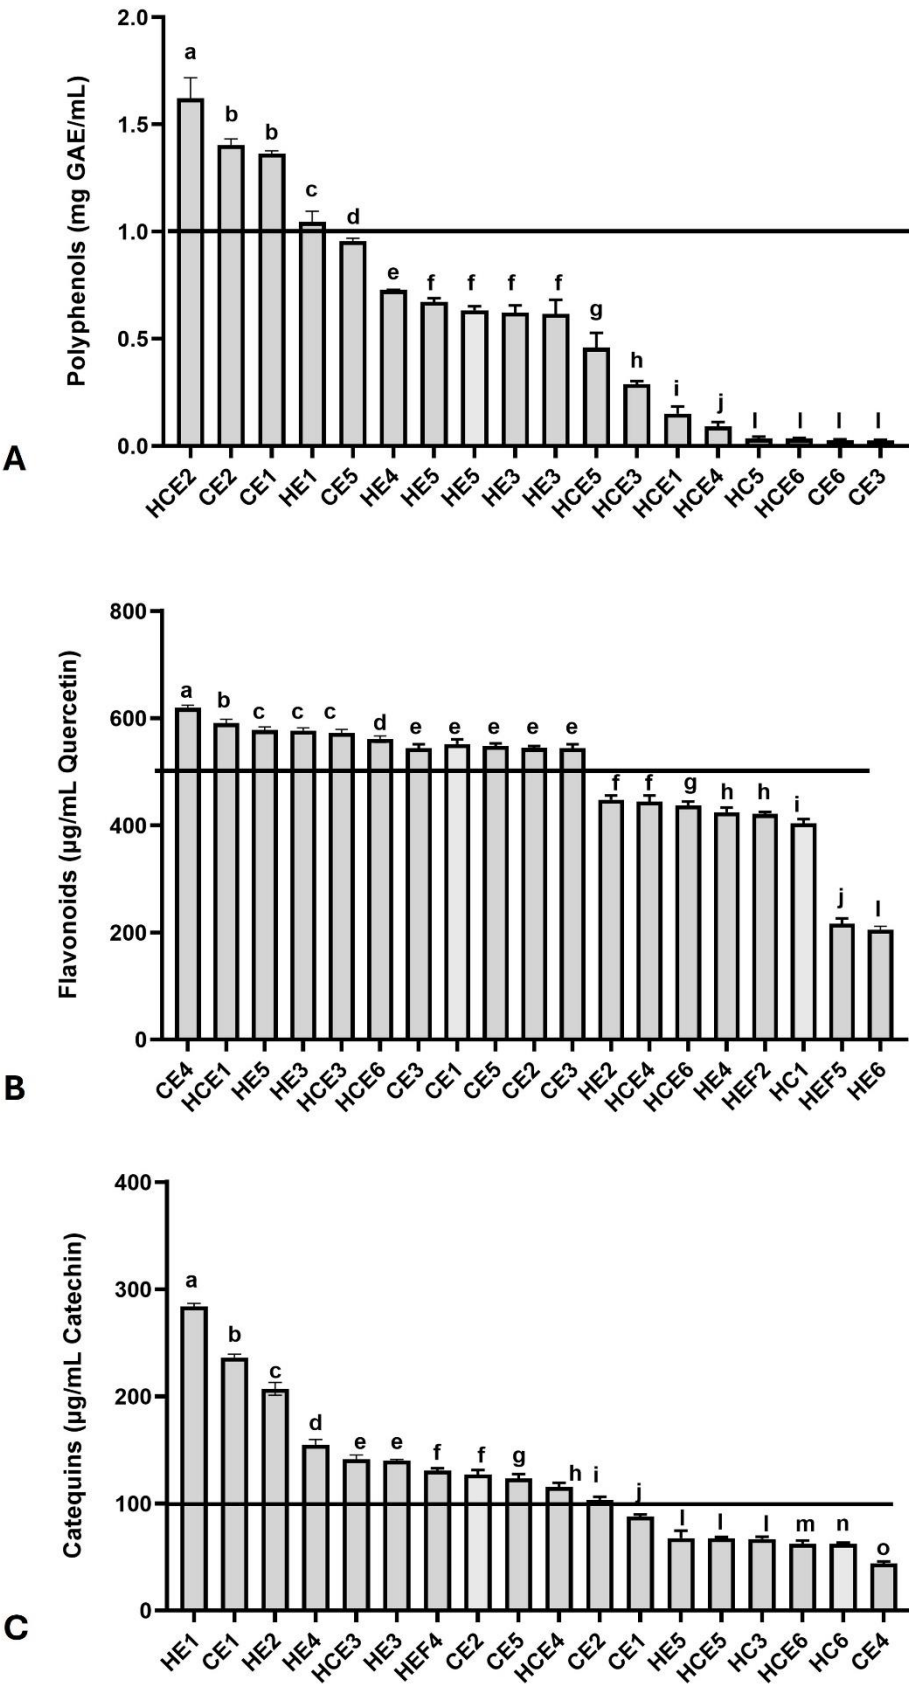 2.0
1.5
1.0
0.5
0.0
Polyphenols (mg GAE/mL)
a b b c d e f f f f g h i j l l l l
HCE2 CE2 CE1 HE1 CE5 HE4 HE5 HE5 HE3 HE3 HCE5 HCE3 HCE1 HCE4 HC5 HCE6 CE6 CE3
A
800
600
400
200
0
Flavonoids (µg/mL Quercetin)
a b c c c d e e e e e f f g h h i j l
CE4 HCE1 HE5 HE3 HCE3 HCE6 CE3 CE1 CE5 CE2 CE3 HE2 HCE4 HCE6 HE4 HEF2 HC1 HEF5 HE6
B
400
300
200
100
0
Catequins (µg/mL Catechin)
a b c d e e f f g h i j l l l m n o
HE1 CE1 HE2 HE4 HCE3 HE3 HEF4 CE2 CE5 HCE4 CE2 CE1 HE5 HCE5 HC3 HCE6 HC6 CE4
C